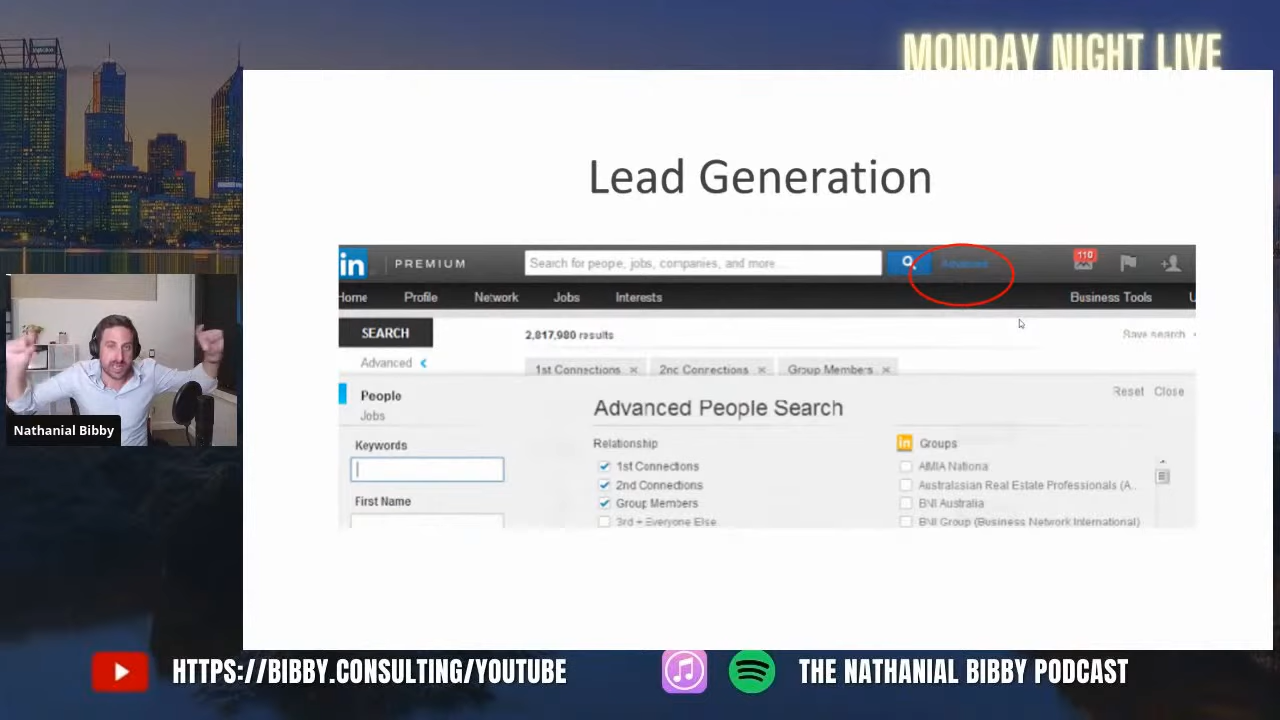 MONDAY NIGHT LIVE
Lead Generation
in PREMIUM Search for people, jobs, companies, and more... Advanced 110
Home Profile Network Jobs Interests Business Tools U
SEARCH 2,817,980 results Save search
Advanced 1st Connections × 2nd Connections × Group Members ×
People
Jobs
Reset Close
Advanced People Search
Keywords
First Name
Relationship
1st Connections
2nd Connections
Group Members
3rd + Everyone Else
in Groups
AIMIA National
Australasian Real Estate Professionals (A...
BNI Australia
BNI Group (Business Network International)
Nathanial Bibby
HTTPS://BIBBY.CONSULTING/YOUTUBE THE NATHANIAL BIBBY PODCAST